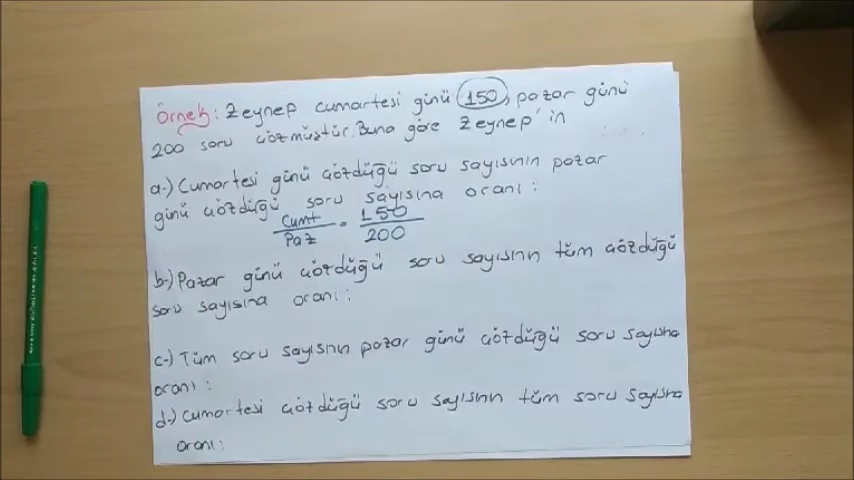 Örnek: Zeynep cumartesi günü 150, pazar günü
200 soru çözmüştür. Buna göre Zeynep'in
a-) Cumartesi günü çözdüğü soru sayısının pazar
günü çözdüğü soru sayısına oranı:
Cumt / Paz = 150 / 200
b-) Pazar günü çözdüğü soru sayısının tüm çözdüğü
soru sayısına oranı:
c-) Tüm soru sayısının pazar günü çözdüğü soru sayısına
oranı:
d-) Cumartesi çözdüğü soru sayısının tüm soru sayısına
oranı: